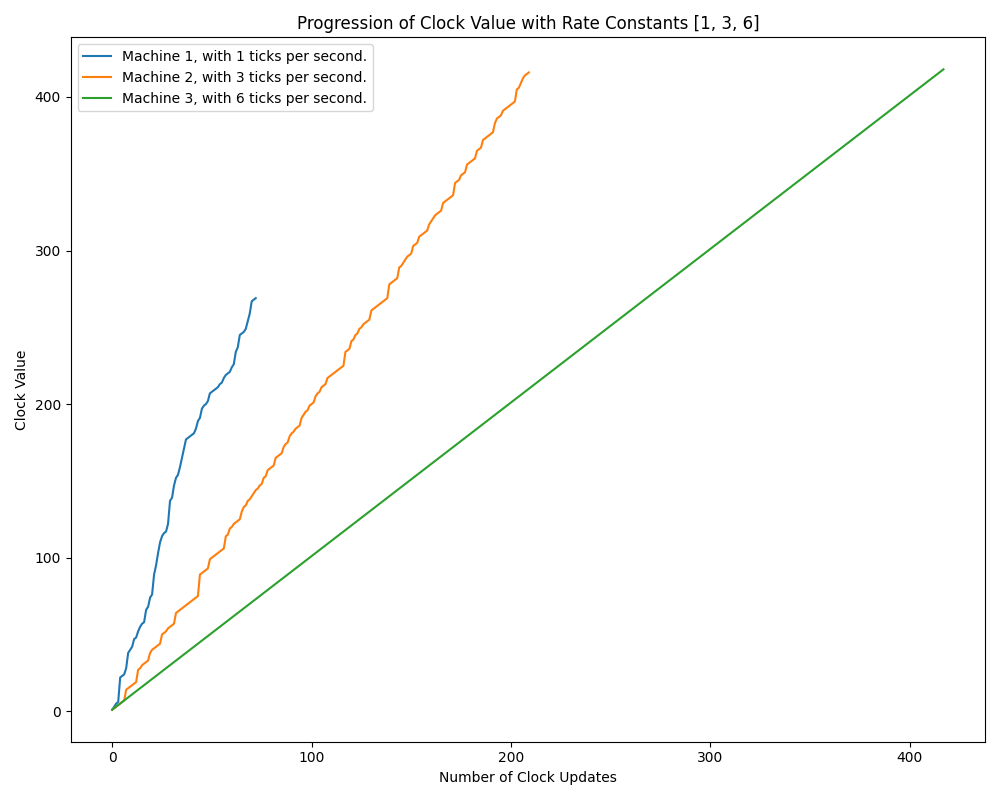 Progression of Clock Value with Rate Constants [1, 3, 6]
Machine 1, with 1 ticks per second.
Machine 2, with 3 ticks per second.
Machine 3, with 6 ticks per second.
Clock Value
400
300
200
100
0
0 100 200 300 400
Number of Clock Updates